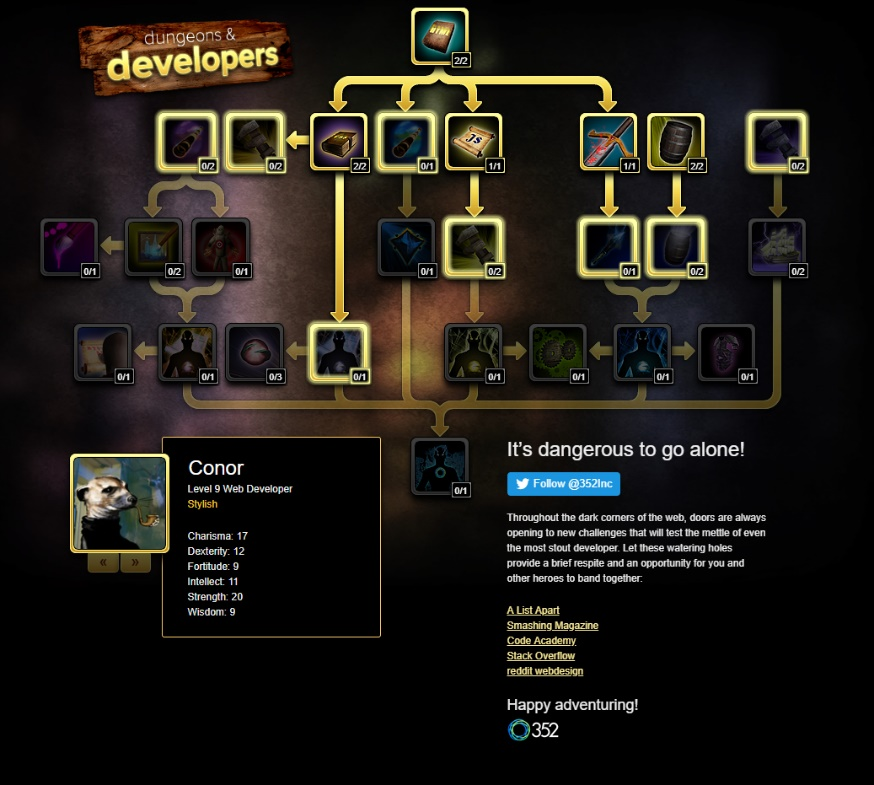 dungeons &
developers
HTML
2/2
0/2
0/2
2/2
0/1
JS
1/1
1/1
2/2
0/2
0/1
0/2
0/1
0/1
0/2
0/1
0/2
0/2
0/1
0/1
0/3
0/1
0/1
0/1
0/1
0/1
0/1
Conor
Level 9 Web Developer
Stylish
Charisma: 17
Dexterity: 12
Fortitude: 9
Intellect: 11
Strength: 20
Wisdom: 9
«
»
It's dangerous to go alone!
Follow @352Inc
Throughout the dark corners of the web, doors are always
opening to new challenges that will test the mettle of even
the most stout developer. Let these watering holes
provide a brief respite and an opportunity for you and
other heroes to band together:
A List Apart
Smashing Magazine
Code Academy
Stack Overflow
reddit webdesign
Happy adventuring!
352